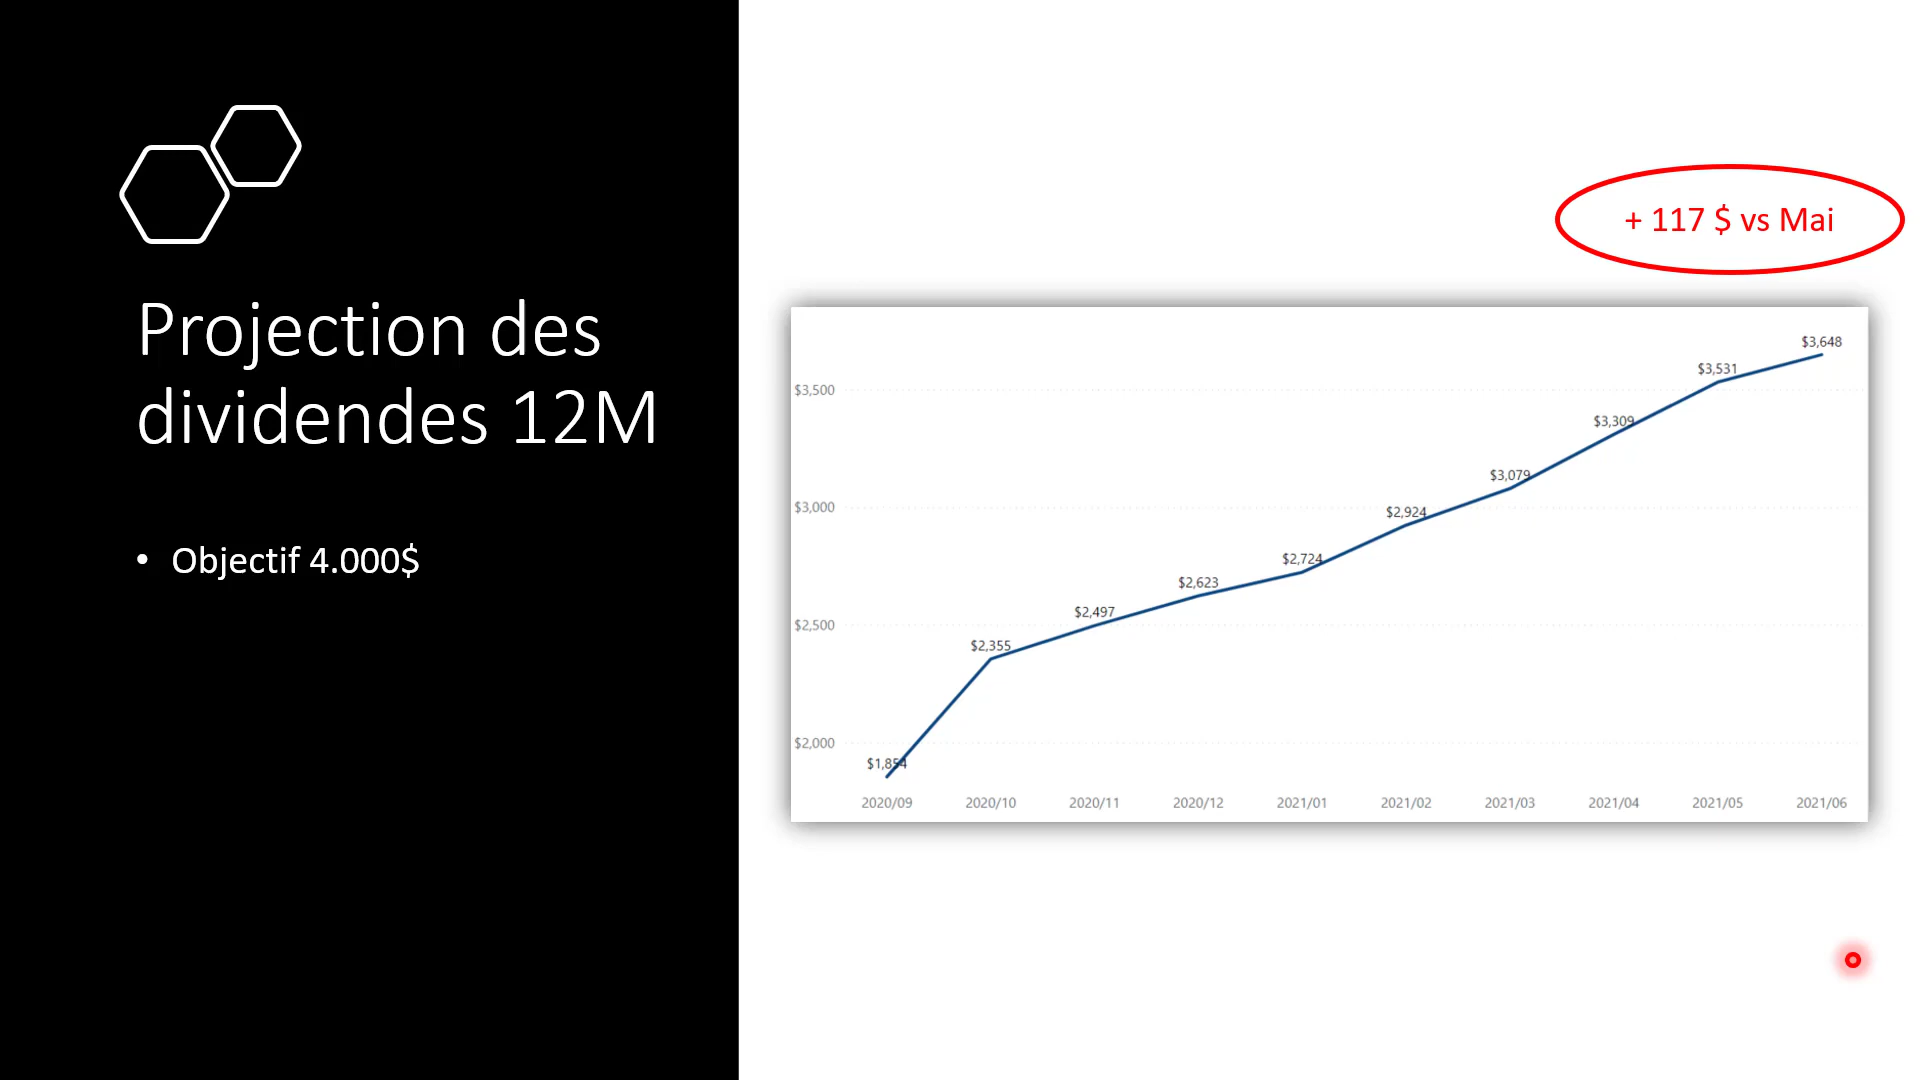 Projection des
dividendes 12M
• Objectif 4.000$
+ 117 $ vs Mai
$3,500
$3,000
$2,500
$2,000
$1,854
$2,355
$2,497
$2,623
$2,724
$2,924
$3,079
$3,309
$3,531
$3,648
2020/09 2020/10 2020/11 2020/12 2021/01 2021/02 2021/03 2021/04 2021/05 2021/06